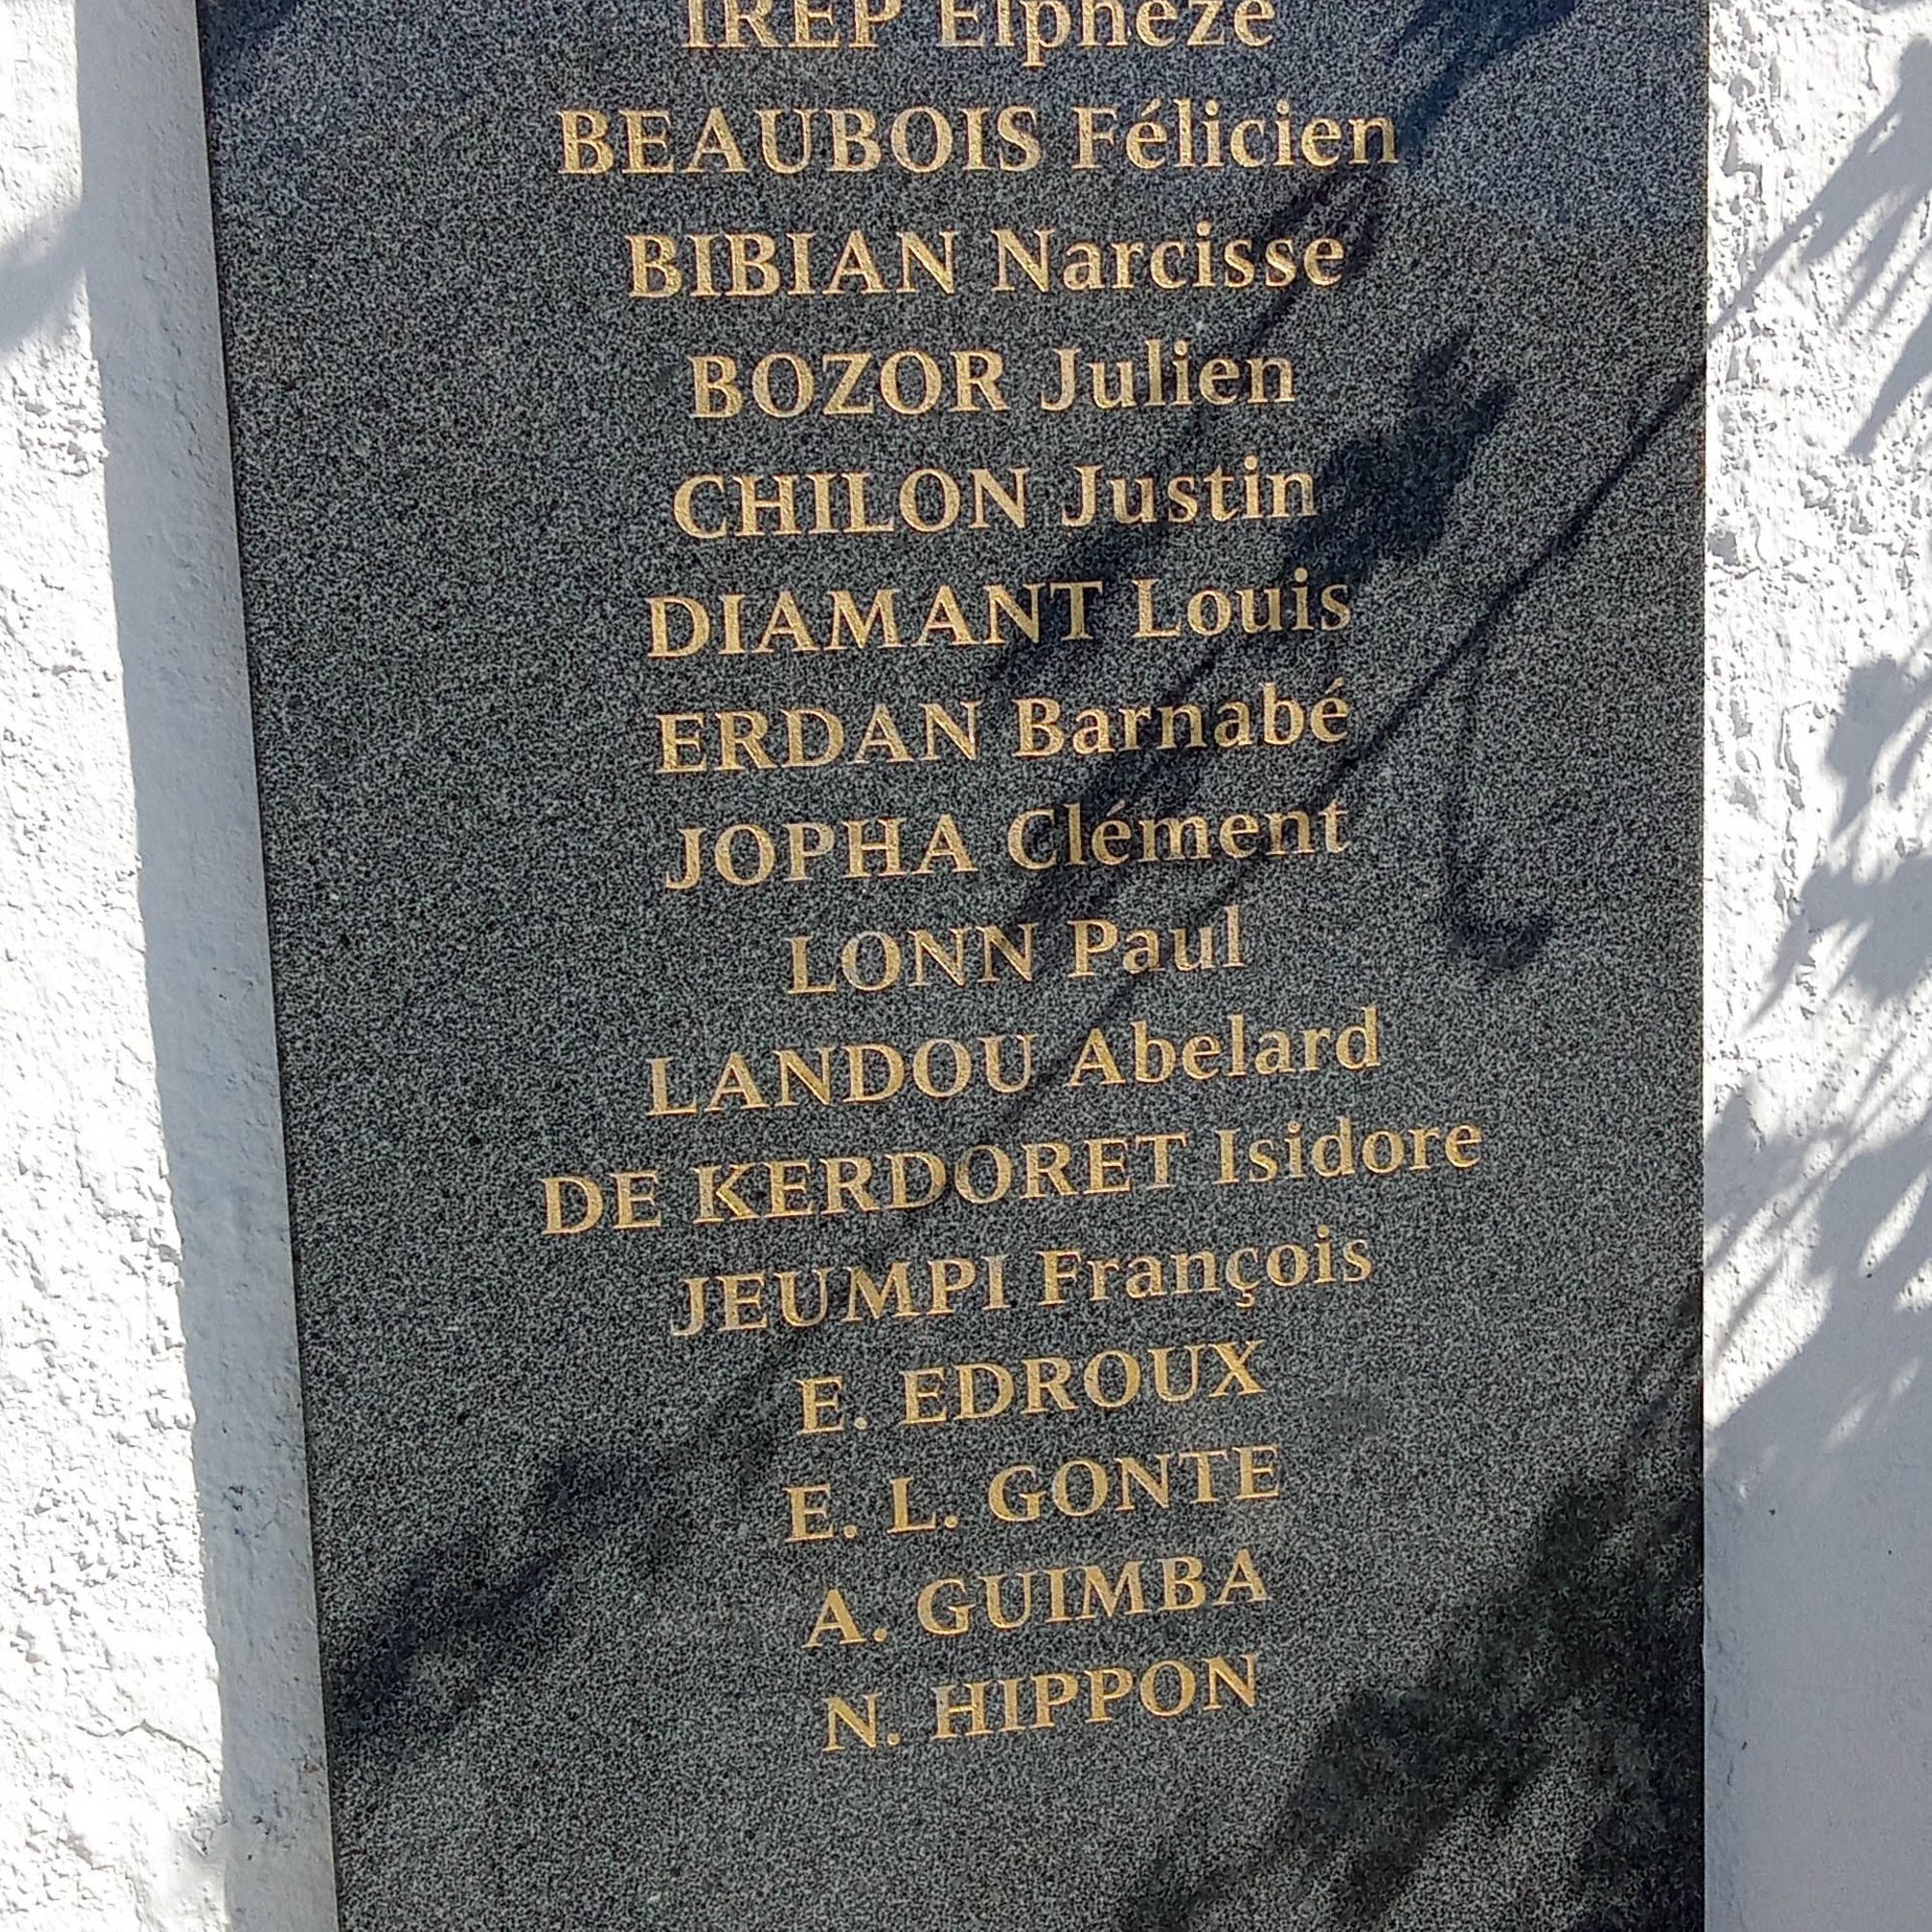 IREP Elphèze
BEAUBOIS Félicien
BIBIAN Narcisse
BOZOR Julien
CHILON Justin
DIAMANT Louis
ERDAN Barnabé
JOPHA Clément
LONN Paul
LANDOU Abelard
DE KERDORET Isidore
JEUMPI François
E. EDROUX
E. L. GONTE
A. GUIMBA
N. HIPPON